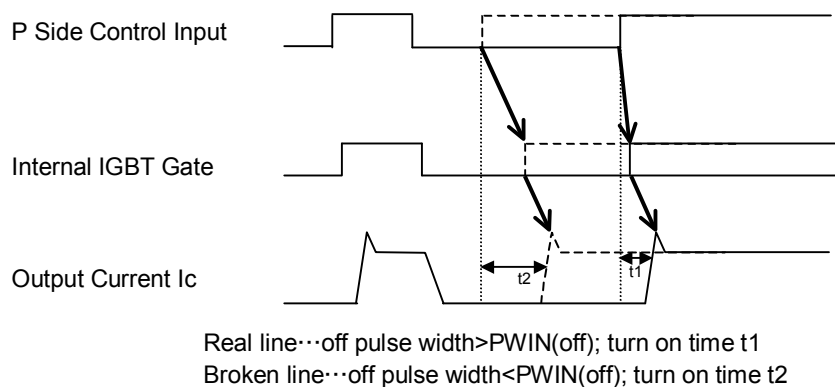 P Side Control Input
Internal IGBT Gate
Output Current Ic
t2
t1
Real line⋯off pulse width>PWIN(off); turn on time t1
Broken line⋯off pulse width<PWIN(off); turn on time t2